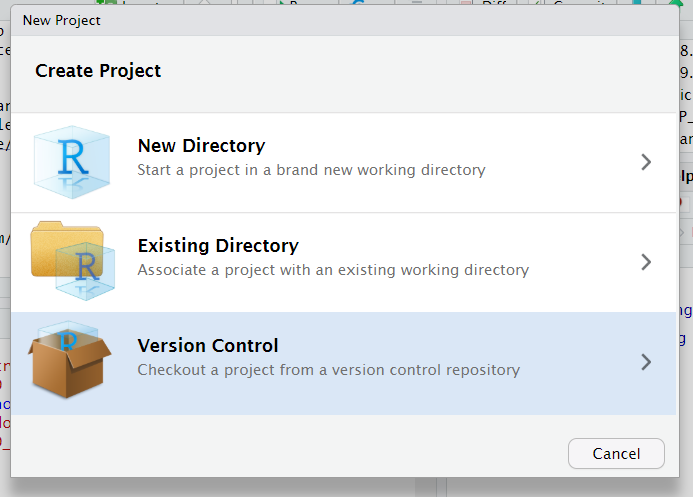 New Project
Create Project
R
New Directory
Start a project in a brand new working directory
R
Existing Directory
Associate a project with an existing working directory
R
Version Control
Checkout a project from a version control repository
Cancel